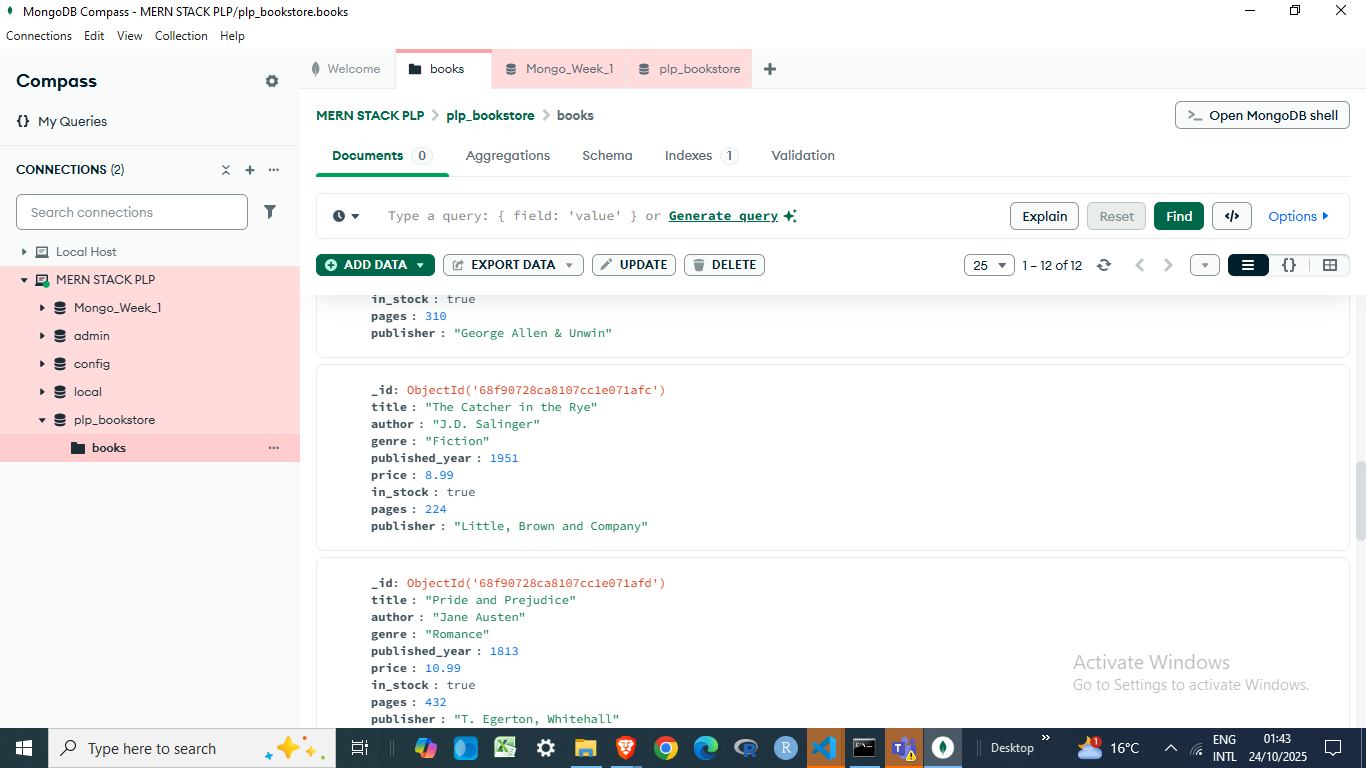 MongoDB Compass - MERN STACK PLP/plp_bookstore.books
Connections Edit View Collection Help
Compass
{} My Queries
CONNECTIONS (2)
Search connections
Local Host
MERN STACK PLP
Mongo_Week_1
admin
config
local
plp_bookstore
books
Welcome books Mongo_Week_1 plp_bookstore
MERN STACK PLP > plp_bookstore > books
>_ Open MongoDB shell
Documents 0 Aggregations Schema Indexes 1 Validation
Type a query: { field: 'value' } or Generate query
Explain Reset Find </> Options
ADD DATA EXPORT DATA UPDATE DELETE
25 1 – 12 of 12 {}
in_stock : true
pages : 310
publisher : "George Allen & Unwin"
_id: ObjectId('68f90728ca8107cc1e071afc')
title : "The Catcher in the Rye"
author : "J.D. Salinger"
genre : "Fiction"
published_year : 1951
price : 8.99
in_stock : true
pages : 224
publisher : "Little, Brown and Company"
_id: ObjectId('68f90728ca8107cc1e071afd')
title : "Pride and Prejudice"
author : "Jane Austen"
genre : "Romance"
published_year : 1813
price : 10.99
in_stock : true
pages : 432
publisher : "T. Egerton, Whitehall"
Activate Windows
Go to Settings to activate Windows.
Type here to search
Desktop
1
16°C
ENG
INTL
01:43
24/10/2025